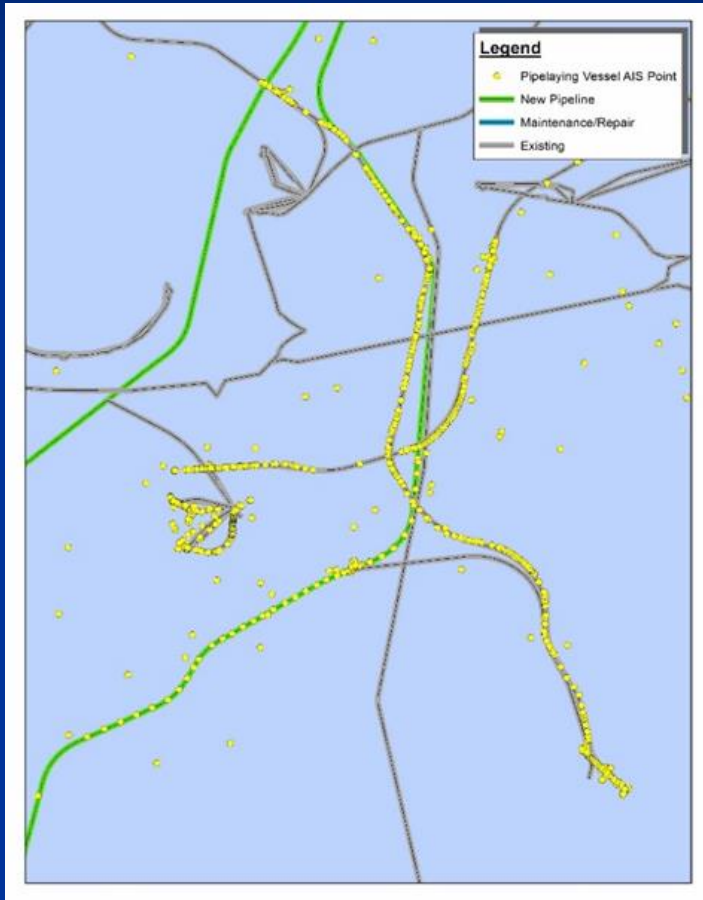 Legend
Pipelaying Vessel AIS Point
New Pipeline
Maintenance/Repair
Existing